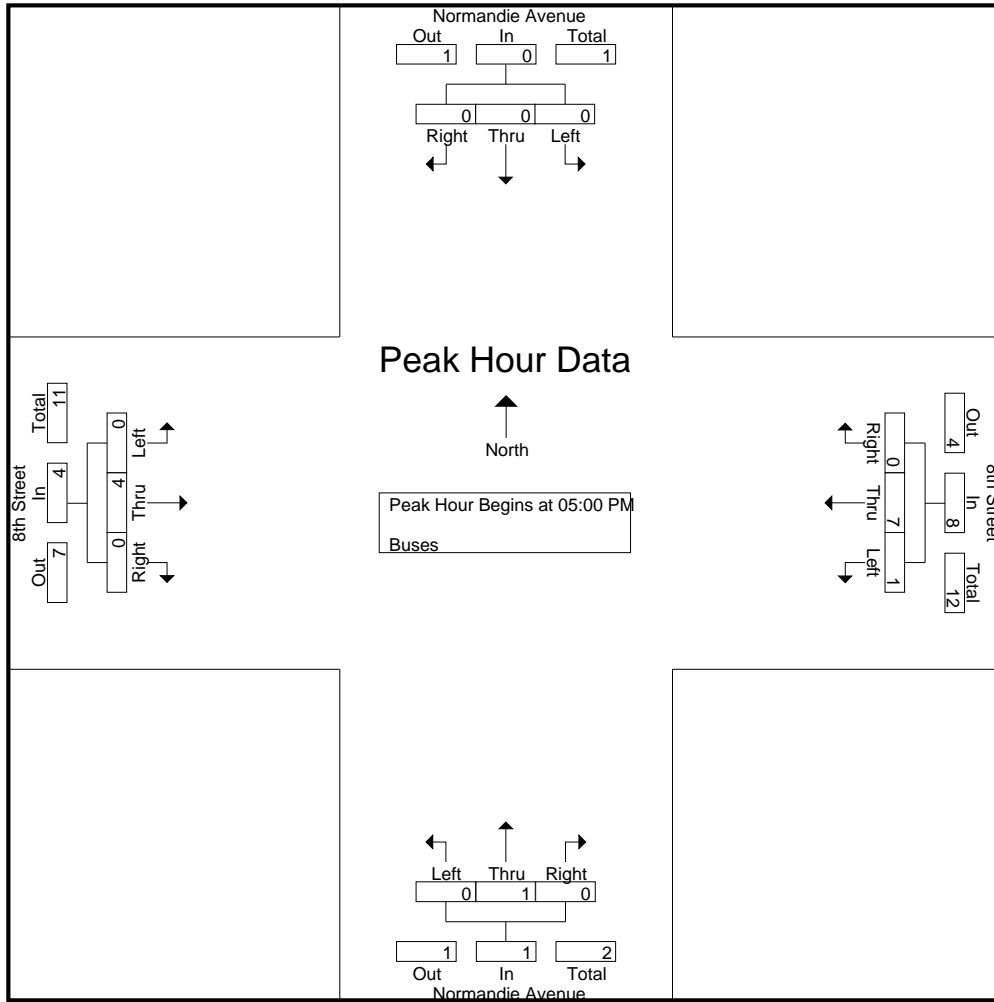 Normandie Avenue
Out In Total
1 0 1
0 0 0
Right Thru Left
Peak Hour Data
North
Peak Hour Begins at 05:00 PM
Buses
8th Street
Total In Out
11 4 7
0 4 0
Left Thru Right
Right Thru Left
0 7 1
4 8 12
Out In Total
8th Street
Left Thru Right
0 1 0
1 1 2
Out In Total
Normandie Avenue